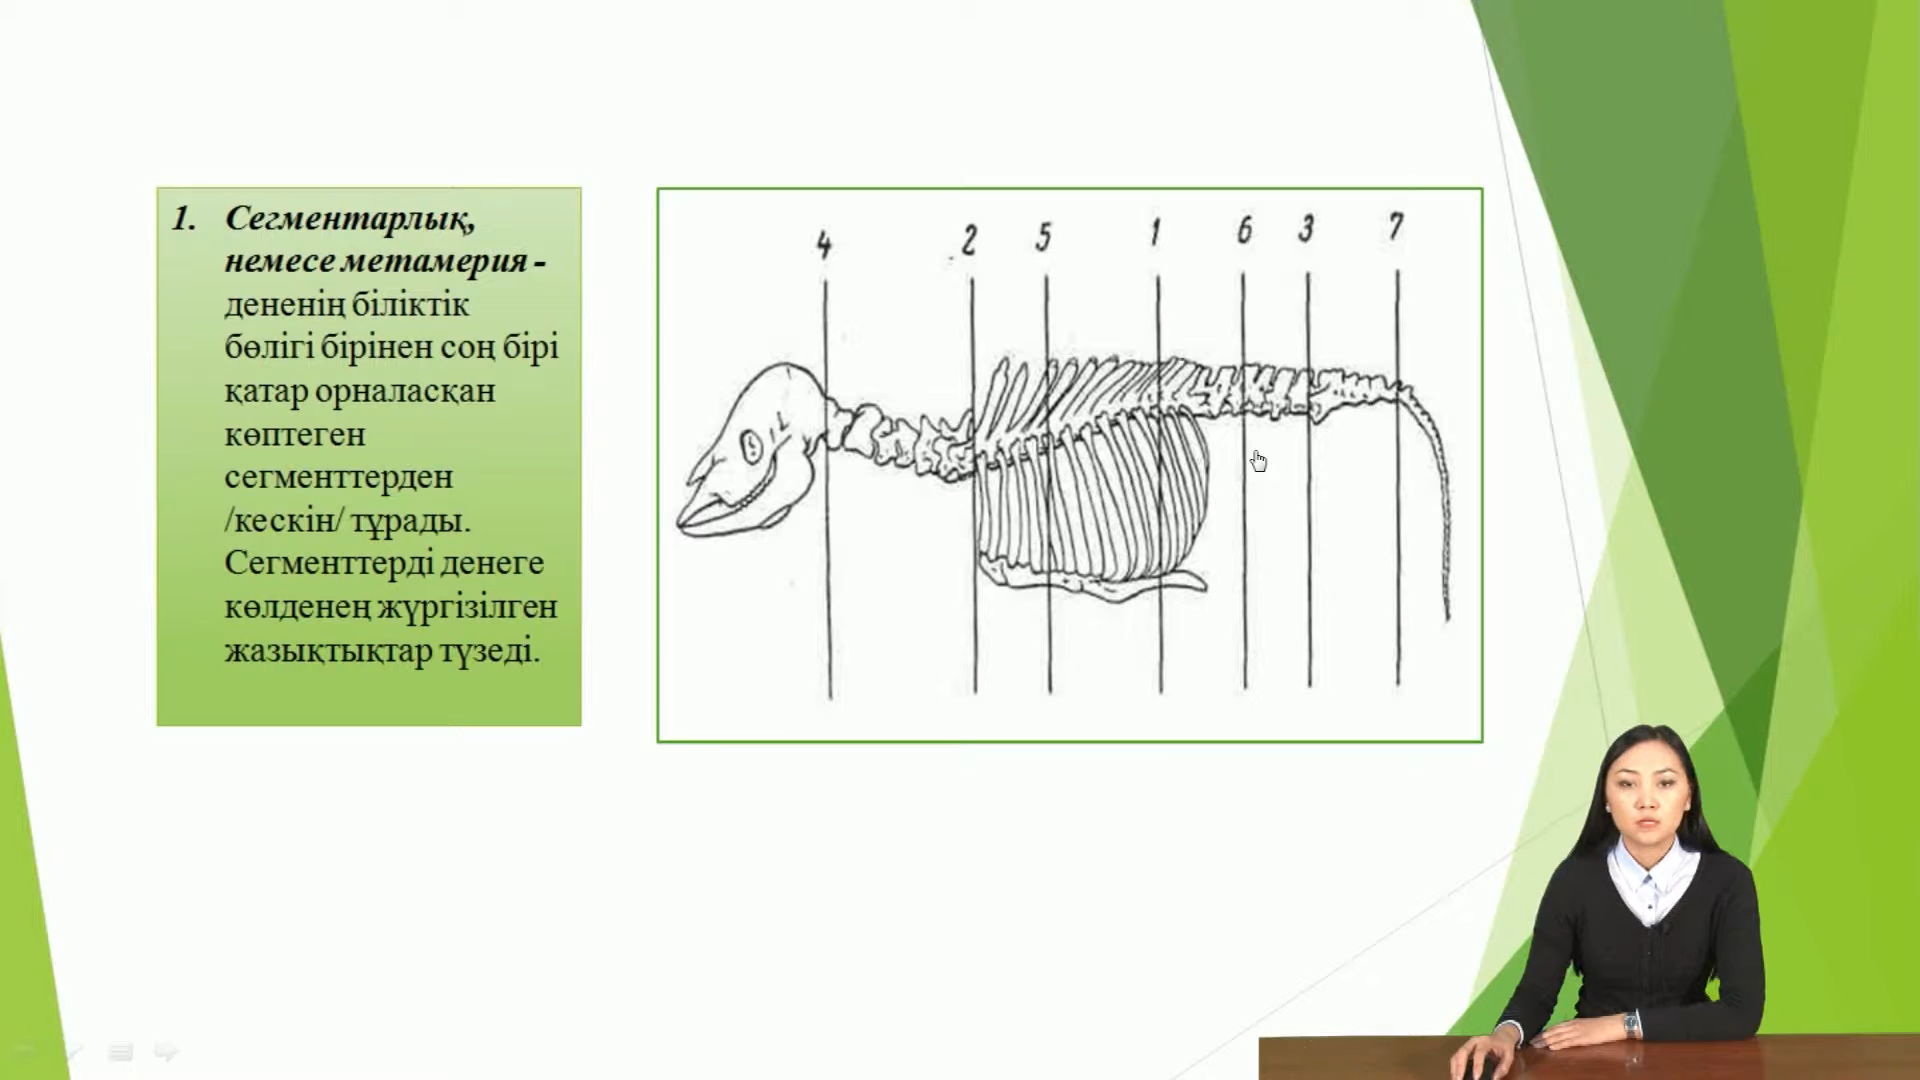 1. Сегментарлық,
немесе метамерия -
дененің біліктік
бөлігі бірінен соң бірі
қатар орналасқан
көптеген
сегменттерден
/кескін/ тұрады.
Сегменттерді денеге
көлденең жүргізілген
жазықтықтар түзеді.
4 2 5 1 6 3 7